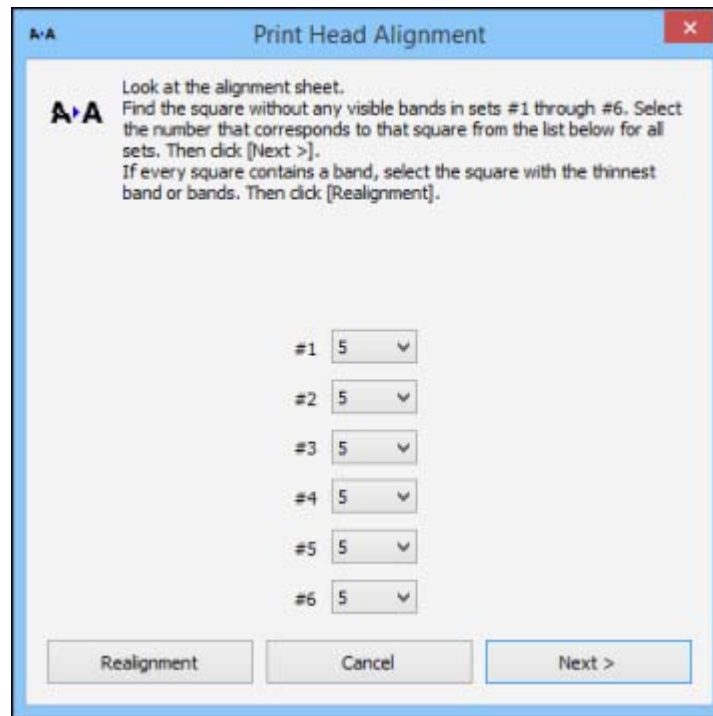 A▸A Print Head Alignment
A▸A
Look at the alignment sheet.
Find the square without any visible bands in sets #1 through #6. Select
the number that corresponds to that square from the list below for all
sets. Then click [Next >].
If every square contains a band, select the square with the thinnest
band or bands. Then click [Realignment].
#1 5
#2 5
#3 5
#4 5
#5 5
#6 5
Realignment Cancel Next >